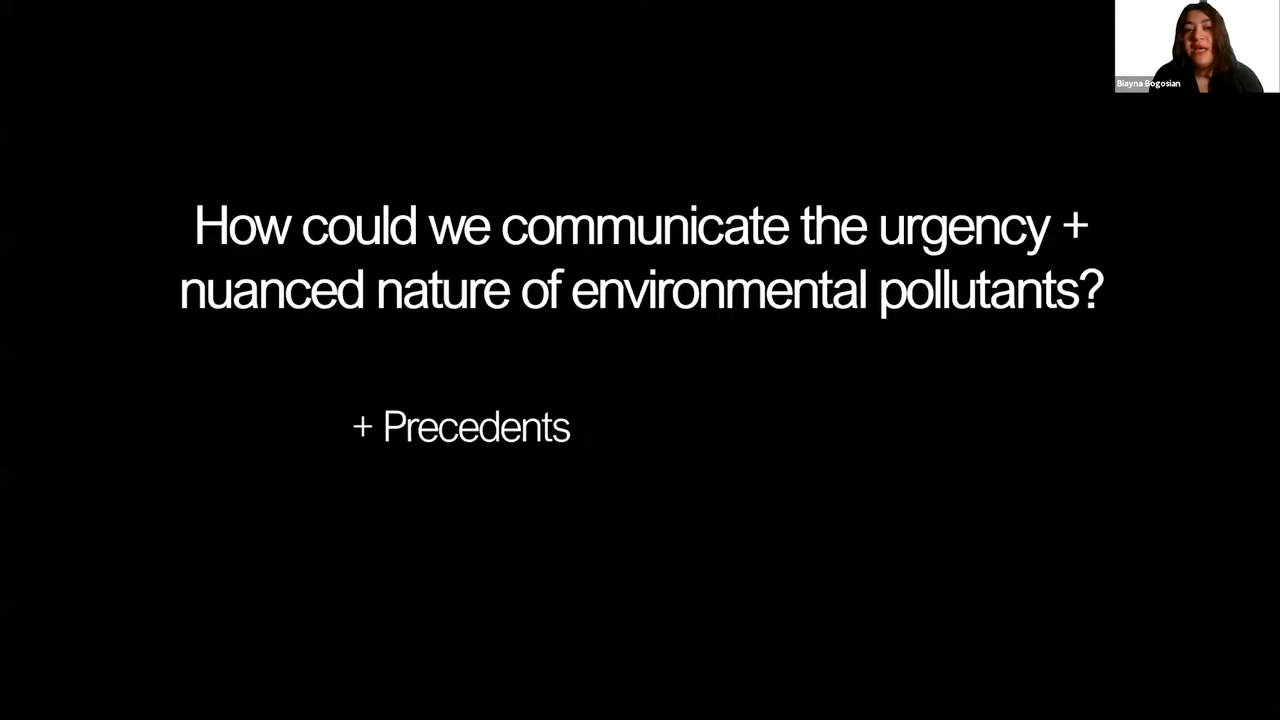 Biayna Bogosian
How could we communicate the urgency +
nuanced nature of environmental pollutants?
+ Precedents